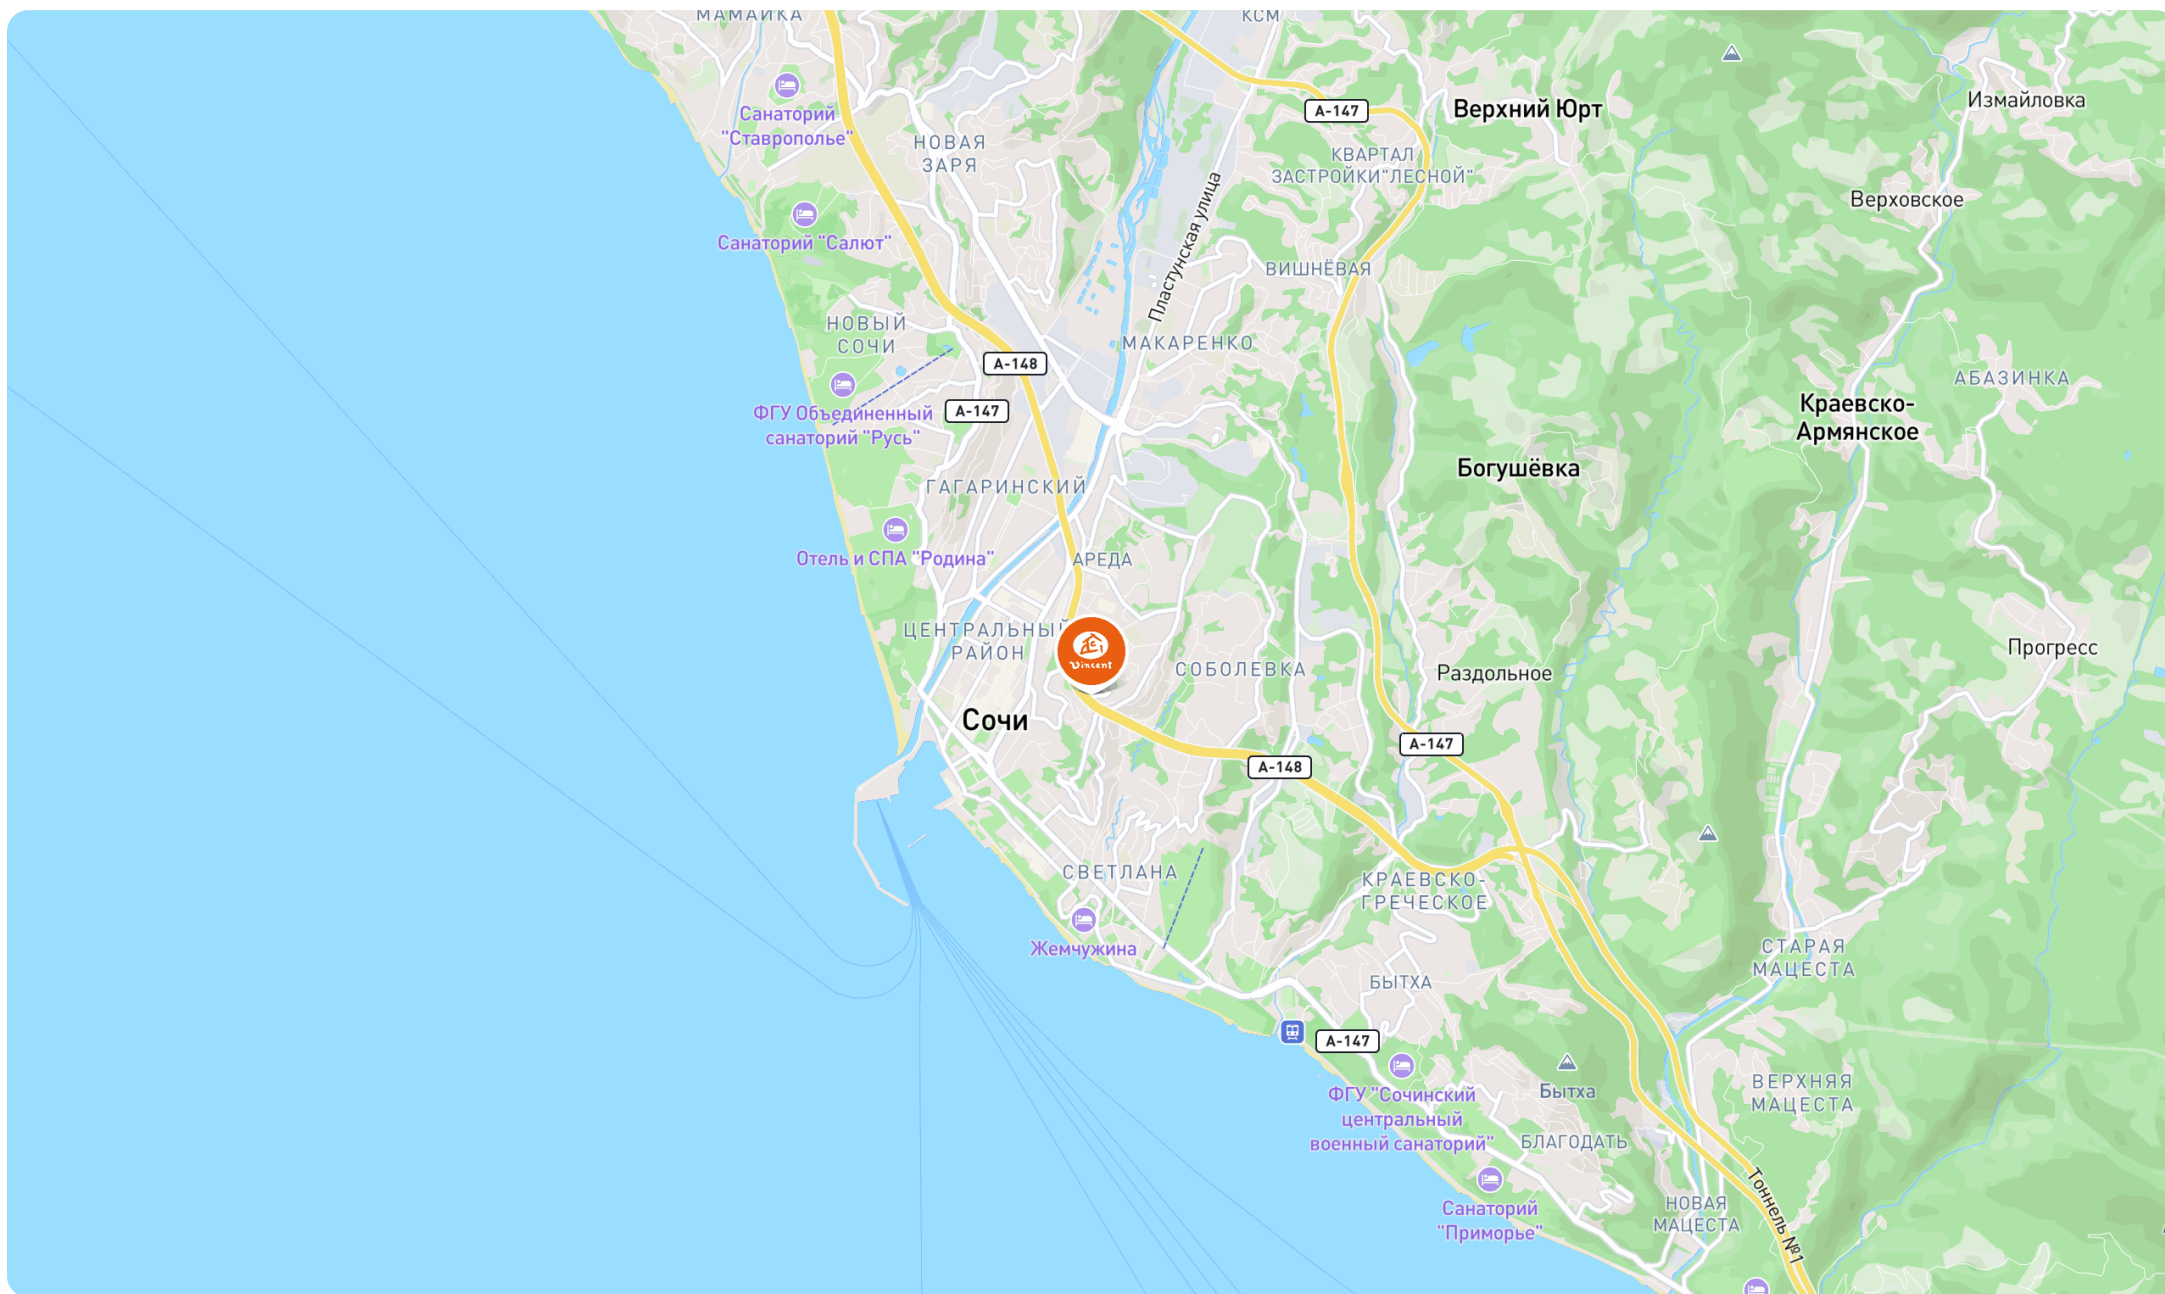 МАМАЙКА
КСМ
Санаторий
"Ставрополье"
А-147
Верхний Юрт
Измайловка
НОВАЯ
ЗАРЯ
КВАРТАЛ
ЗАСТРОЙКИ"ЛЕСНОЙ"
Пластунская улица
Верховское
Санаторий "Салют"
ВИШНЁВАЯ
НОВЫЙ
СОЧИ
МАКАРЕНКО
А-148
АБАЗИНКА
ФГУ Объединенный
санаторий "Русь"
А-147
Краевско-
Армянское
Богушёвка
ГАГАРИНСКИЙ
Отель и СПА "Родина"
АРЕДА
ЦЕНТРАЛЬНЫЙ
РАЙОН
Vincent
СОБОЛЕВКА
Раздольное
Прогресс
Сочи
А-147
А-148
СВЕТЛАНА
КРАЕВСКО-
ГРЕЧЕСКОЕ
Жемчужина
СТАРАЯ
МАЦЕСТА
БЫТХА
А-147
ФГУ "Сочинский
центральный
военный санаторий"
Бытха
ВЕРХНЯЯ
МАЦЕСТА
БЛАГОДАТЬ
Санаторий
"Приморье"
НОВАЯ
МАЦЕСТА
Тоннель №1